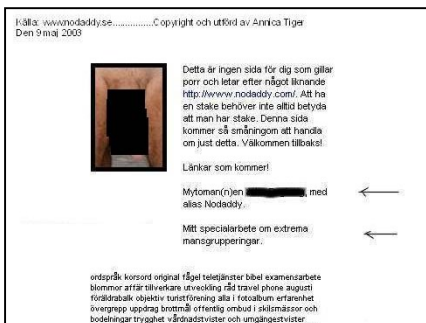 Källa: www.nodaddy.se................Copyright och utförd av Annica Tiger
Den 9 maj 2003
Detta är ingen sida för dig som gillar
porr och letar efter något liknande
http://www.nodaddy.com/. Att ha
en stake behöver inte alltid betyda
att man har stake. Denna sida
kommer så småningom att handla
om just detta. Välkommen tillbaks!
Länkar som kommer!
Mytoman(n)en , med
alias Nodaddy.
Mitt specialarbete om extrema
mansgrupperingar.
ordspråk korsord original fågel teletjänster bibel examensarbete
blommor affär tillverkare utveckling råd travel phone augusti
föräldrabalk objektiv turistförening alla i fotoalbum erfarenhet
övergrepp uppdrag brottmål offentlig ombud i skilsmässor och
bodelningar trygghet vårdnadstvister och umgängestvister